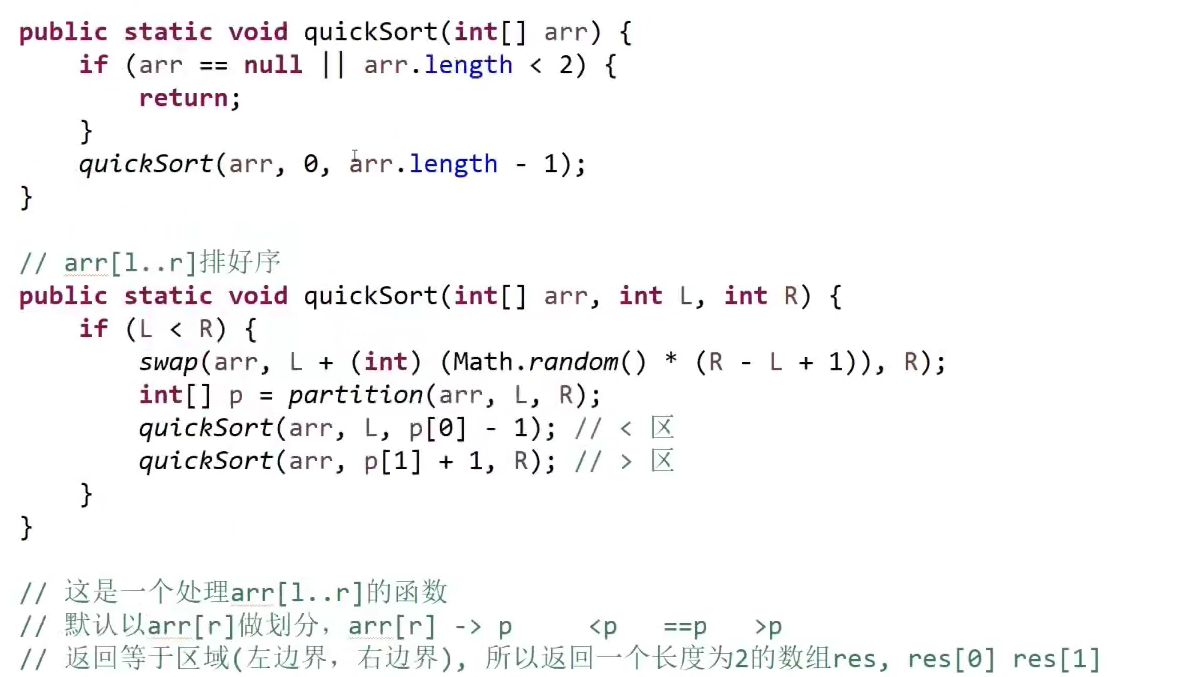 public static void quickSort(int[] arr) {
if (arr == null || arr.length < 2) {
return;
}
quickSort(arr, 0, arr.length - 1);
}
// arr[l..r]排好序
public static void quickSort(int[] arr, int L, int R) {
if (L < R) {
swap(arr, L + (int) (Math.random() * (R - L + 1)), R);
int[] p = partition(arr, L, R);
quickSort(arr, L, p[0] - 1); // < 区
quickSort(arr, p[1] + 1, R); // > 区
}
}
// 这是一个处理arr[l..r]的函数
// 默认以arr[r]做划分，arr[r] -> p <p ==p >p
// 返回等于区域(左边界，右边界), 所以返回一个长度为2的数组res, res[0] res[1]